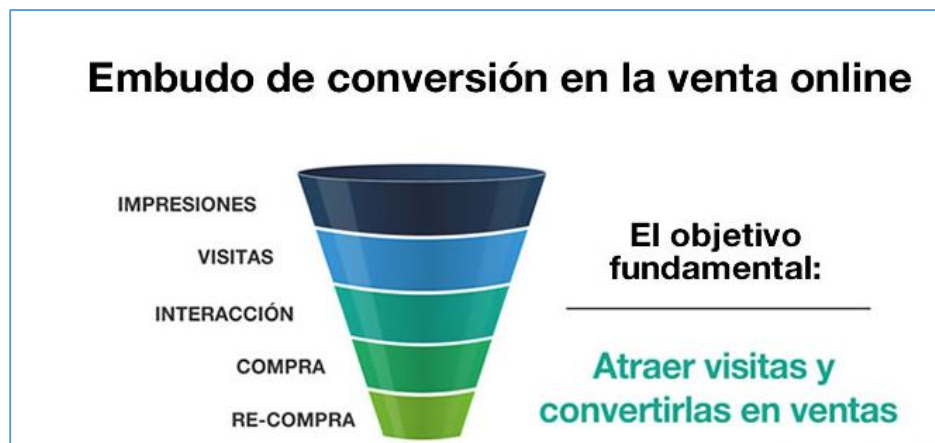 Embudo de conversión en la venta online
IMPRESIONES
VISITAS
INTERACCIÓN
COMPRA
RE-COMPRA
El objetivo
fundamental:
Atraer visitas y
convertirlas en ventas